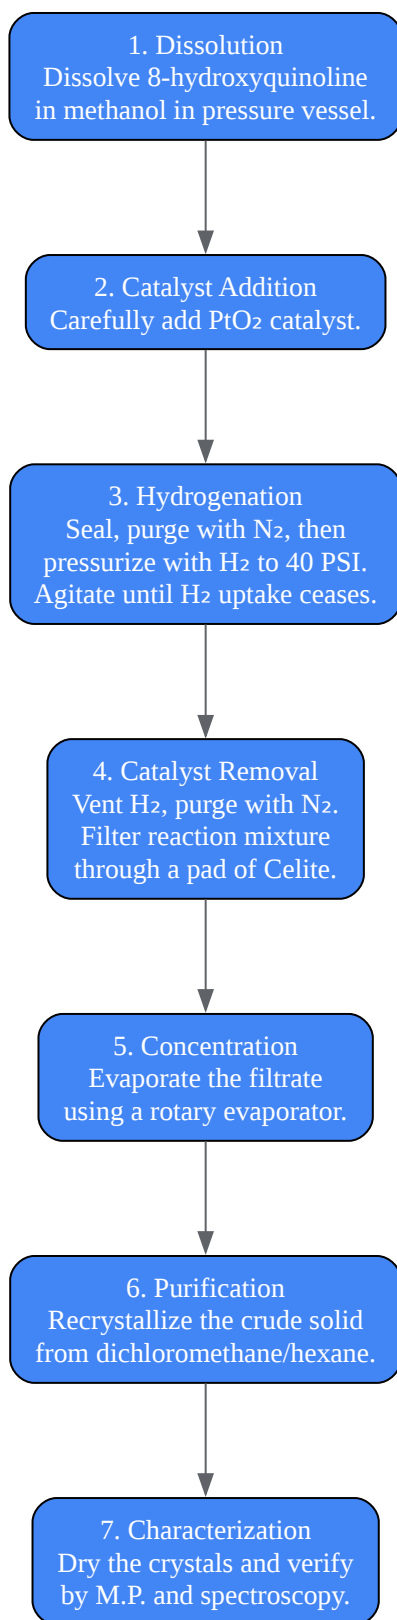 1. Dissolution
Dissolve 8-hydroxyquinoline
in methanol in pressure vessel.
2. Catalyst Addition
Carefully add PtO₂ catalyst.
3. Hydrogenation
Seal, purge with N₂, then
pressurize with H₂ to 40 PSI.
Agitate until H₂ uptake ceases.
4. Catalyst Removal
Vent H₂, purge with N₂.
Filter reaction mixture
through a pad of Celite.
5. Concentration
Evaporate the filtrate
using a rotary evaporator.
6. Purification
Recrystallize the crude solid
from dichloromethane/hexane.
7. Characterization
Dry the crystals and verify
by M.P. and spectroscopy.